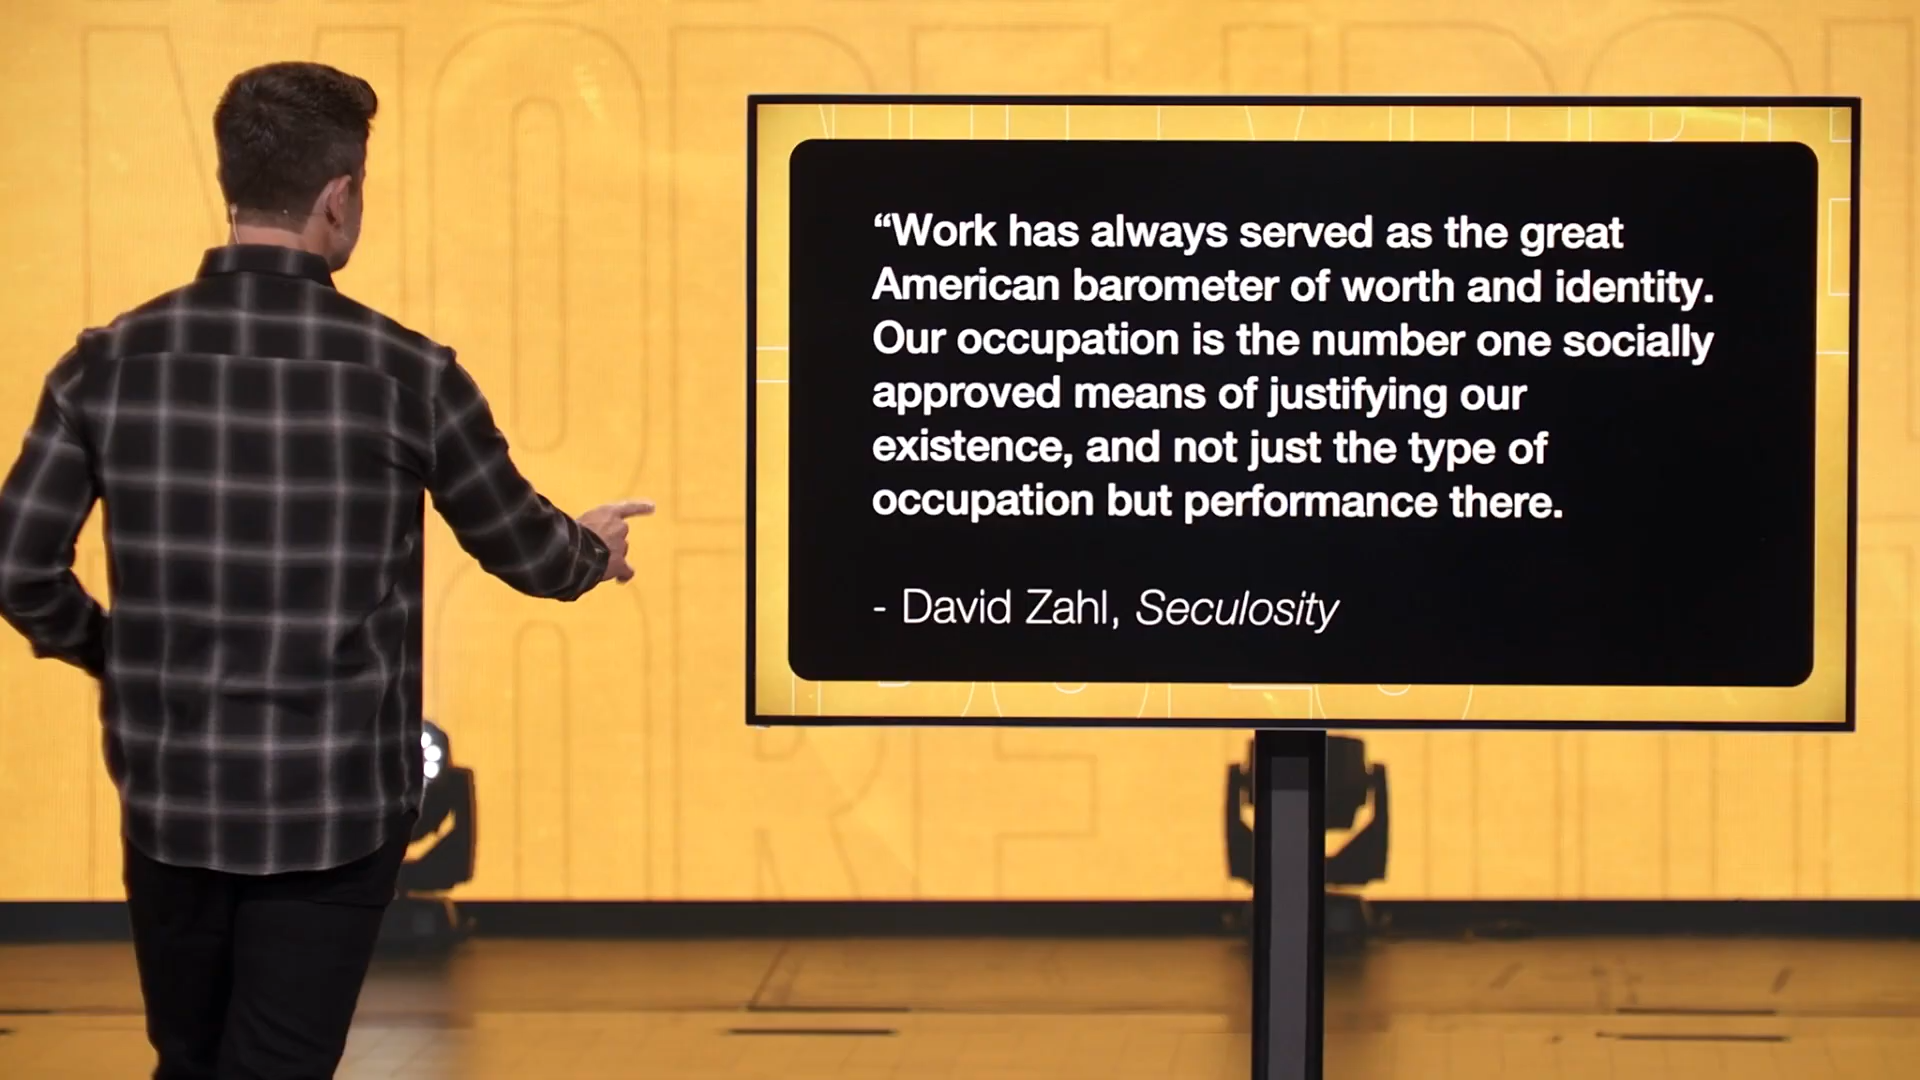 “Work has always served as the great
American barometer of worth and identity.
Our occupation is the number one socially
approved means of justifying our
existence, and not just the type of
occupation but performance there.
- David Zahl, Seculosity